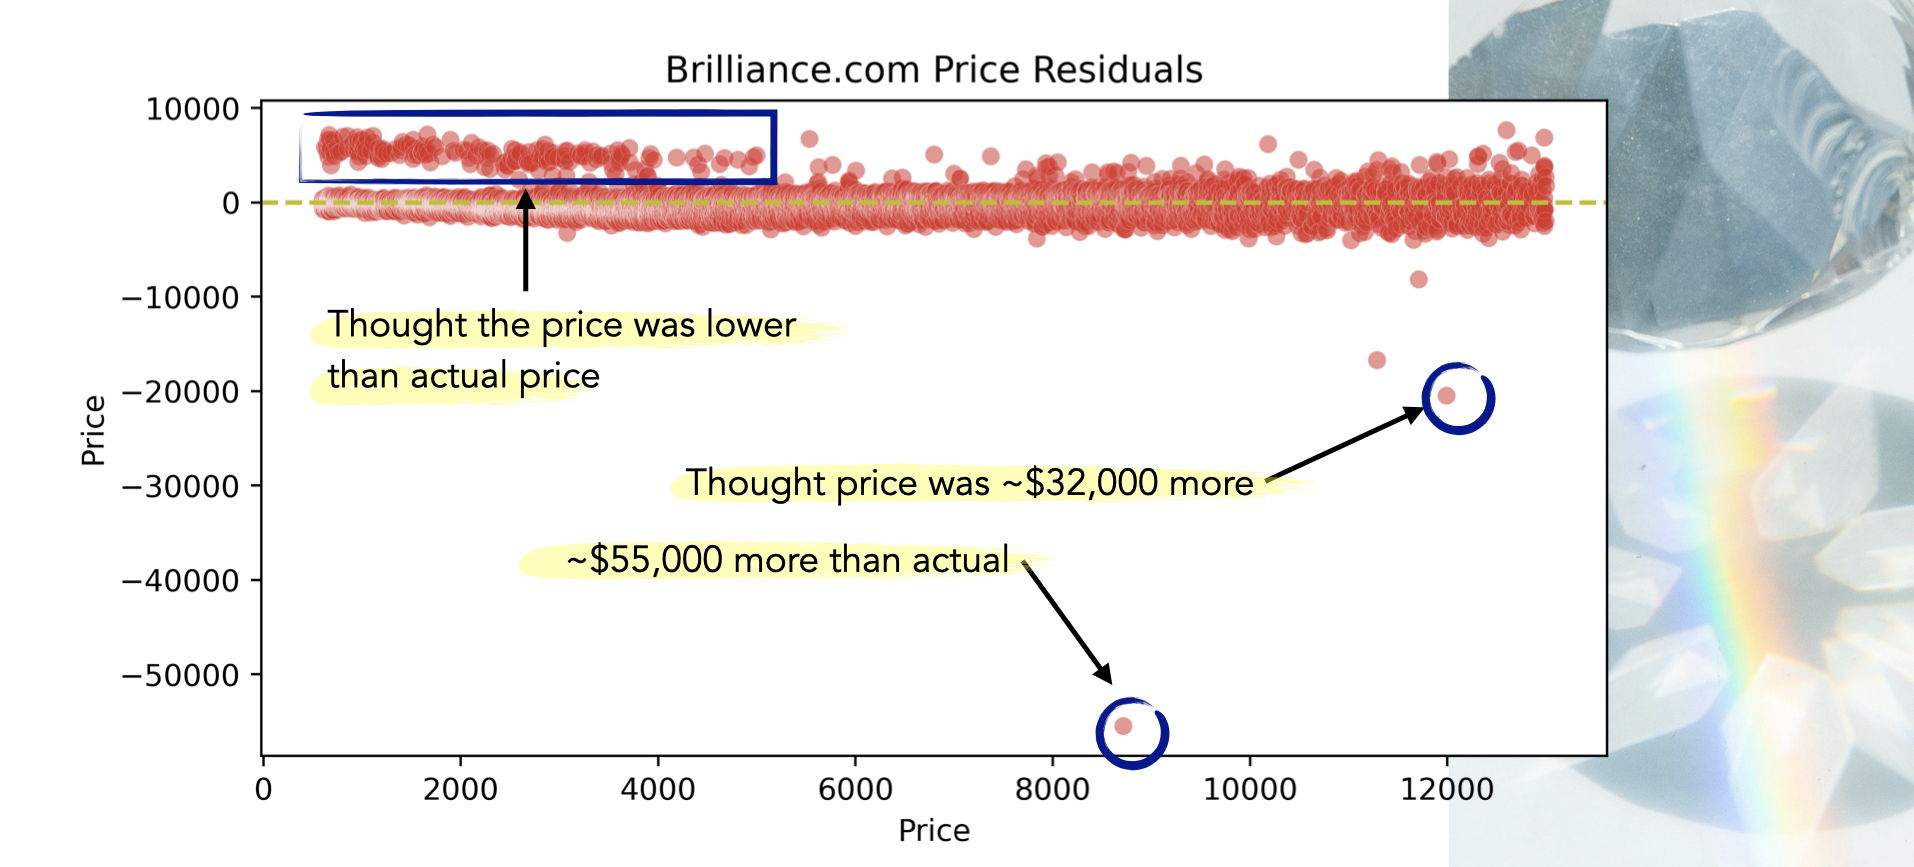 Brilliance.com Price Residuals
10000
0
−10000
Thought the price was lower
than actual price
−20000
Price
Thought price was ~$32,000 more
−30000
~$55,000 more than actual
−40000
−50000
0 2000 4000 6000 8000 10000 12000
Price